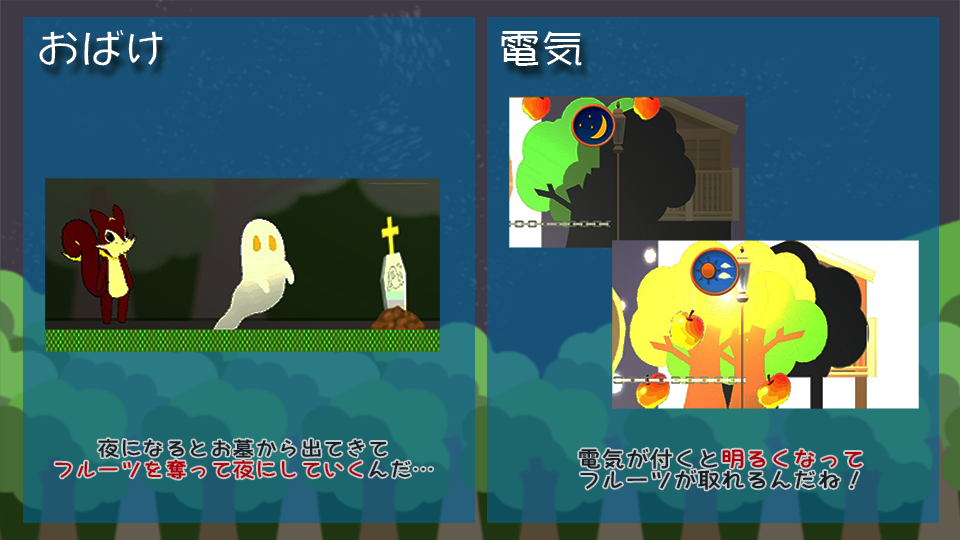 おばけ
夜になるとお墓から出てきて
フルーツを奪って夜にしていくんだ…
電気
電気が付くと明るくなって
フルーツが取れるんだね！